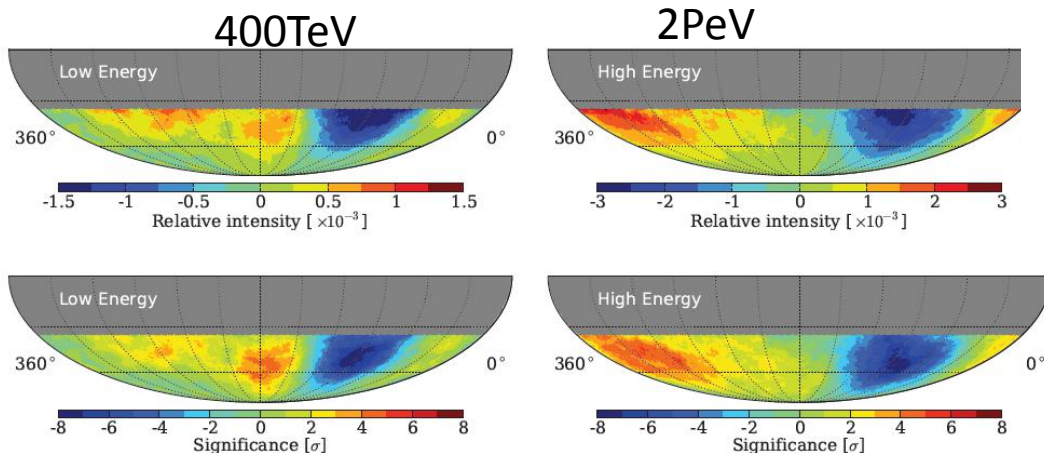 400TeV
2PeV
Low Energy
High Energy
360° 0° 360° 0°
-1.5 -1 -0.5 0 0.5 1 1.5
-3 -2 -1 0 1 2 3
Relative intensity [ ×10⁻³]
Relative intensity [ ×10⁻³]
Low Energy
High Energy
360° 0° 360° 0°
-8 -6 -4 -2 0 2 4 6 8
-8 -6 -4 -2 0 2 4 6 8
Significance [σ]
Significance [σ]